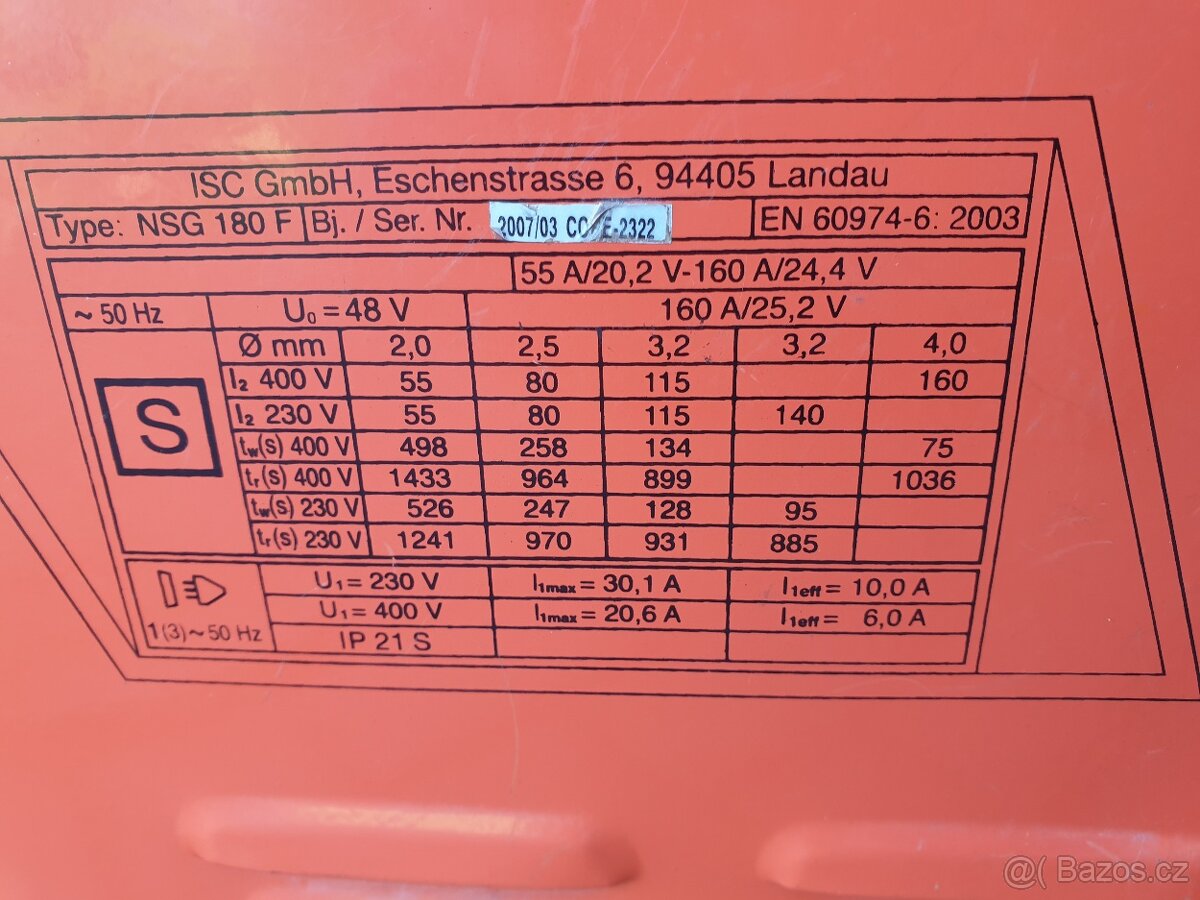 ISC GmbH, Eschenstrasse 6, 94405 Landau
Type: NSG 180 F Bj. / Ser. Nr. 2007/03 E-2322 EN 60974-6: 2003
55 A/20,2 V-160 A/24,4 V
~ 50 Hz U₀ = 48 V 160 A/25,2 V
Ø mm 2,0 2,5 3,2 3,2 4,0
I₂ 400 V 55 80 115 160
S
I₂ 230 V 55 80 115 140
tw(s) 400 V 498 258 134 75
tr(s) 400 V 1433 964 899 1036
tw(s) 230 V 526 247 128 95
tr(s) 230 V 1241 970 931 885
U₁ = 230 V I1max = 30,1 A I1eff = 10,0 A
U₁ = 400 V I1max = 20,6 A I1eff = 6,0 A
1(3)~50 Hz IP 21 S
@( Bazos.cz